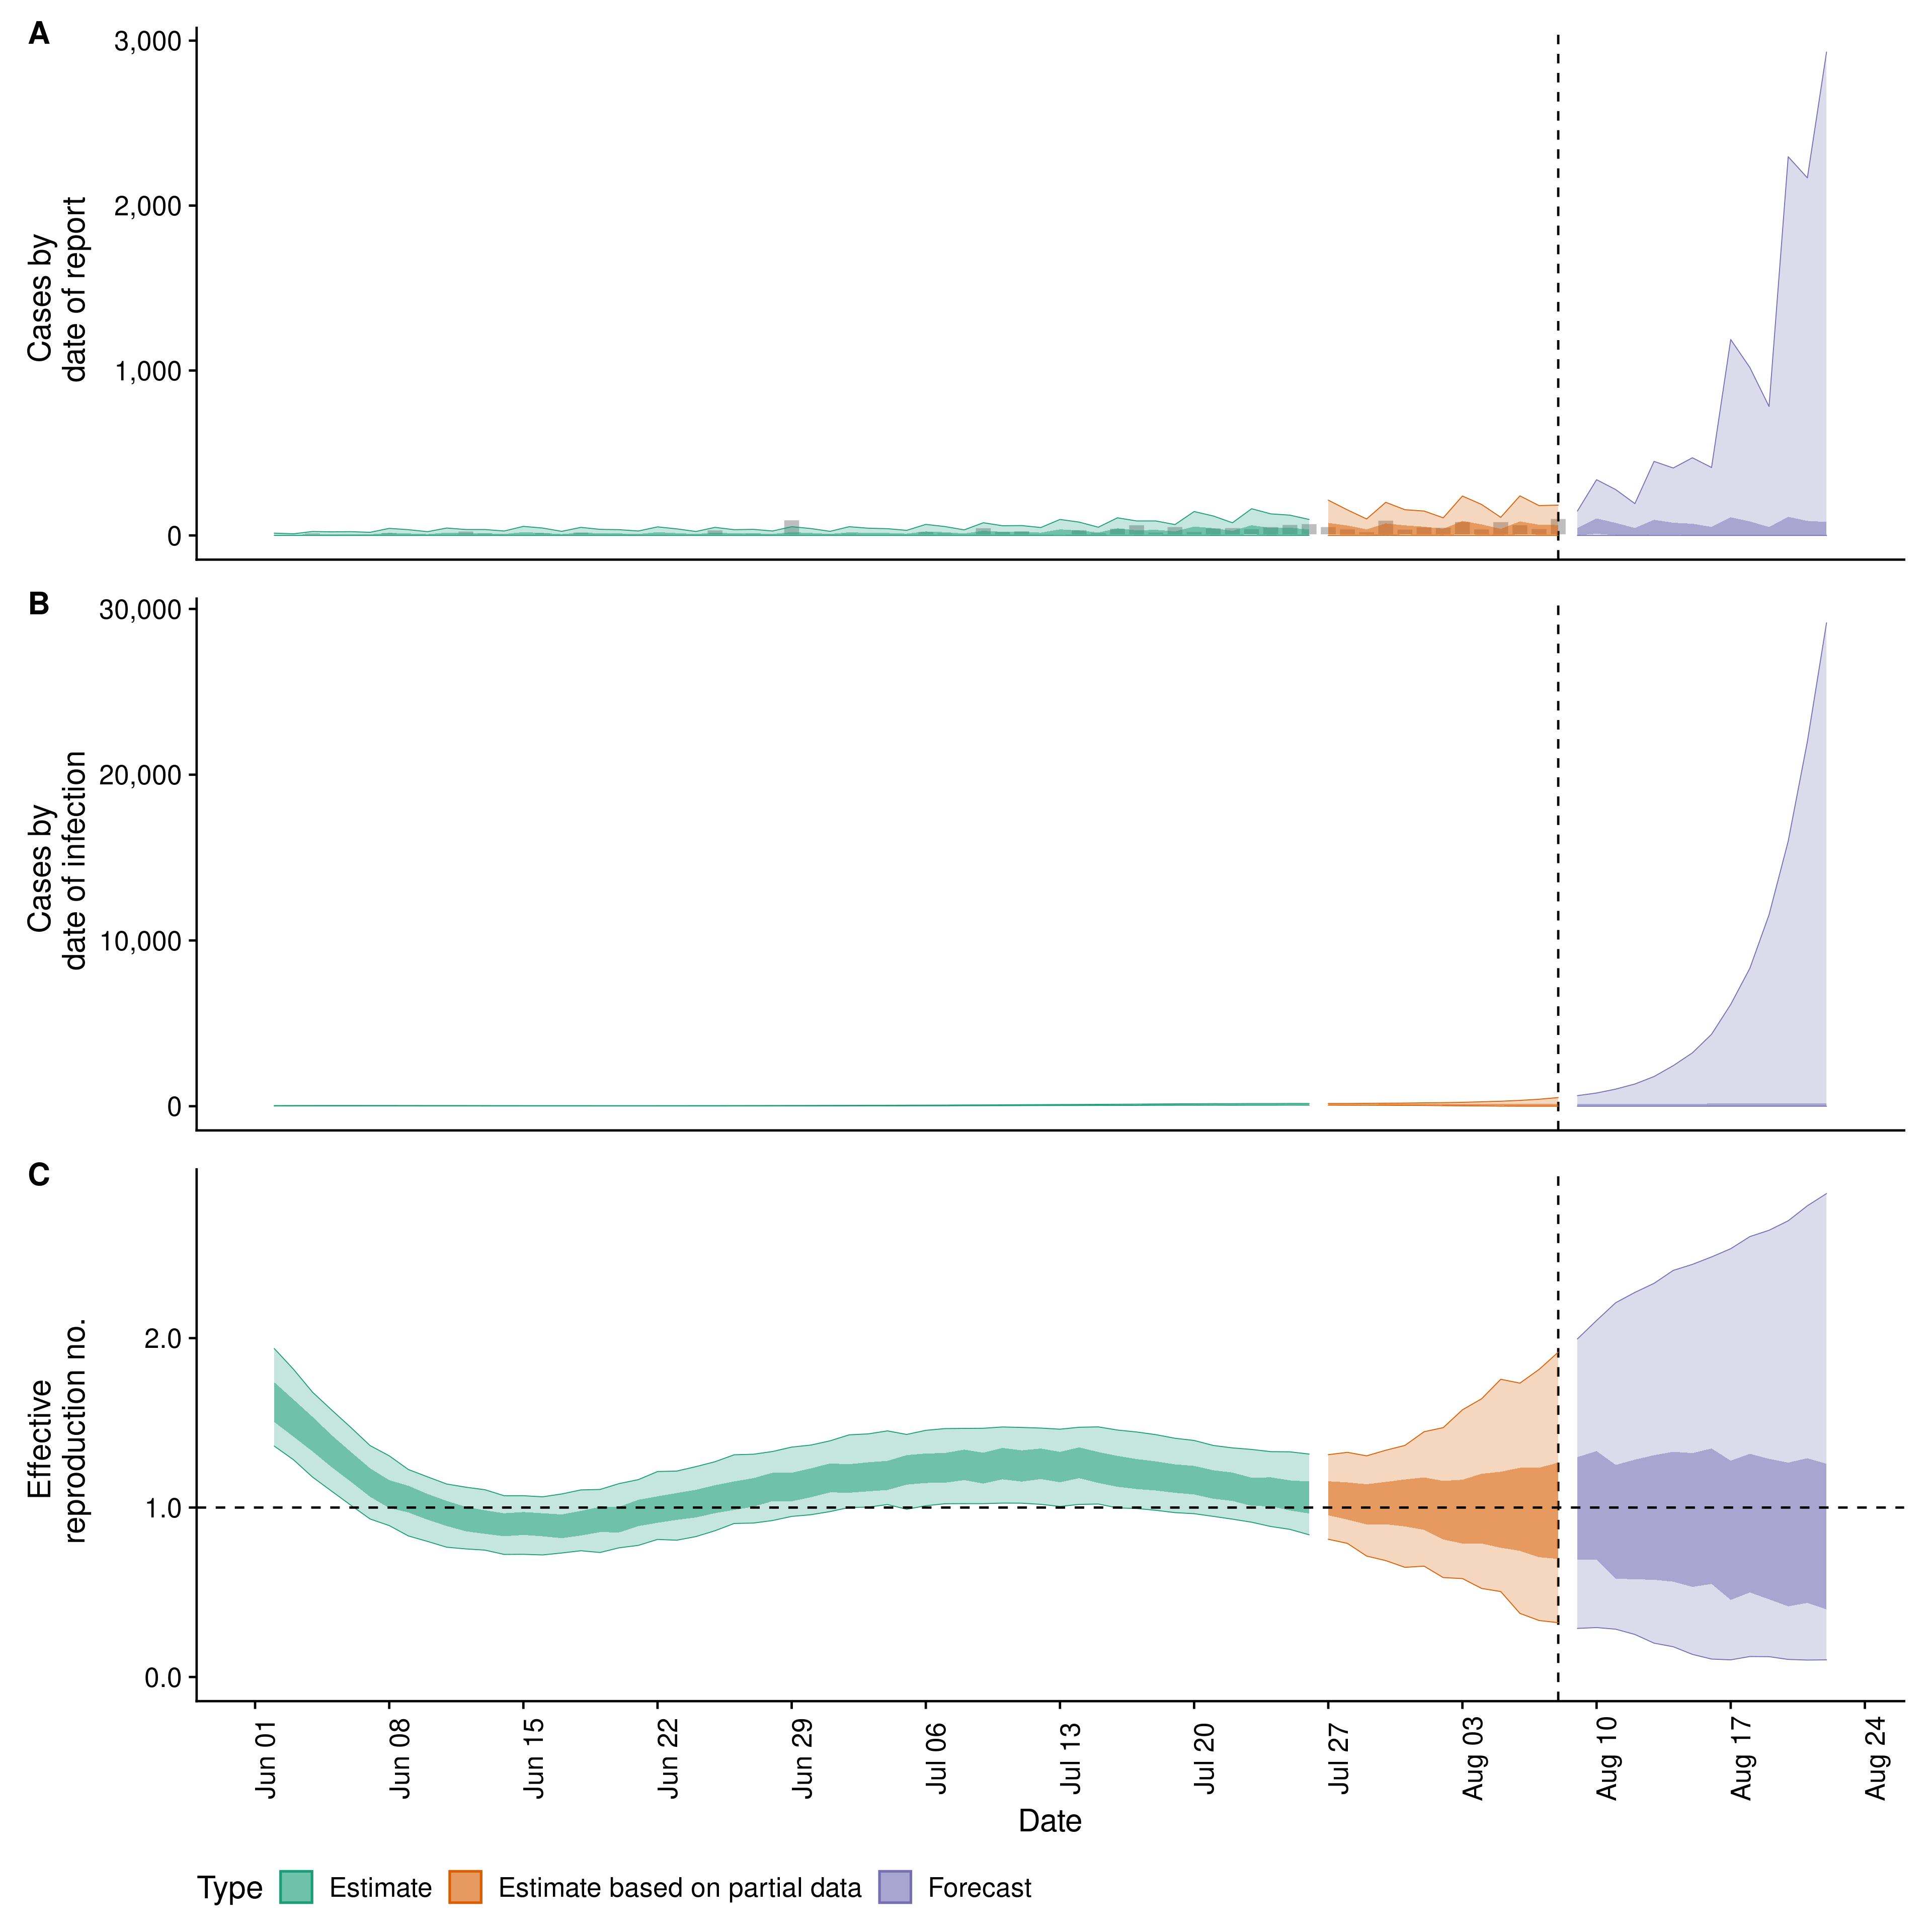 A
3,000
2,000
1,000
0
Cases by
date of report
B
30,000
20,000
10,000
0
Cases by
date of infection
C
2.0
1.0
0.0
Effective
reproduction no.
Jun 01
Jun 08
Jun 15
Jun 22
Jun 29
Jul 06
Jul 13
Jul 20
Jul 27
Aug 03
Aug 10
Aug 17
Aug 24
Date
Type Estimate Estimate based on partial data Forecast